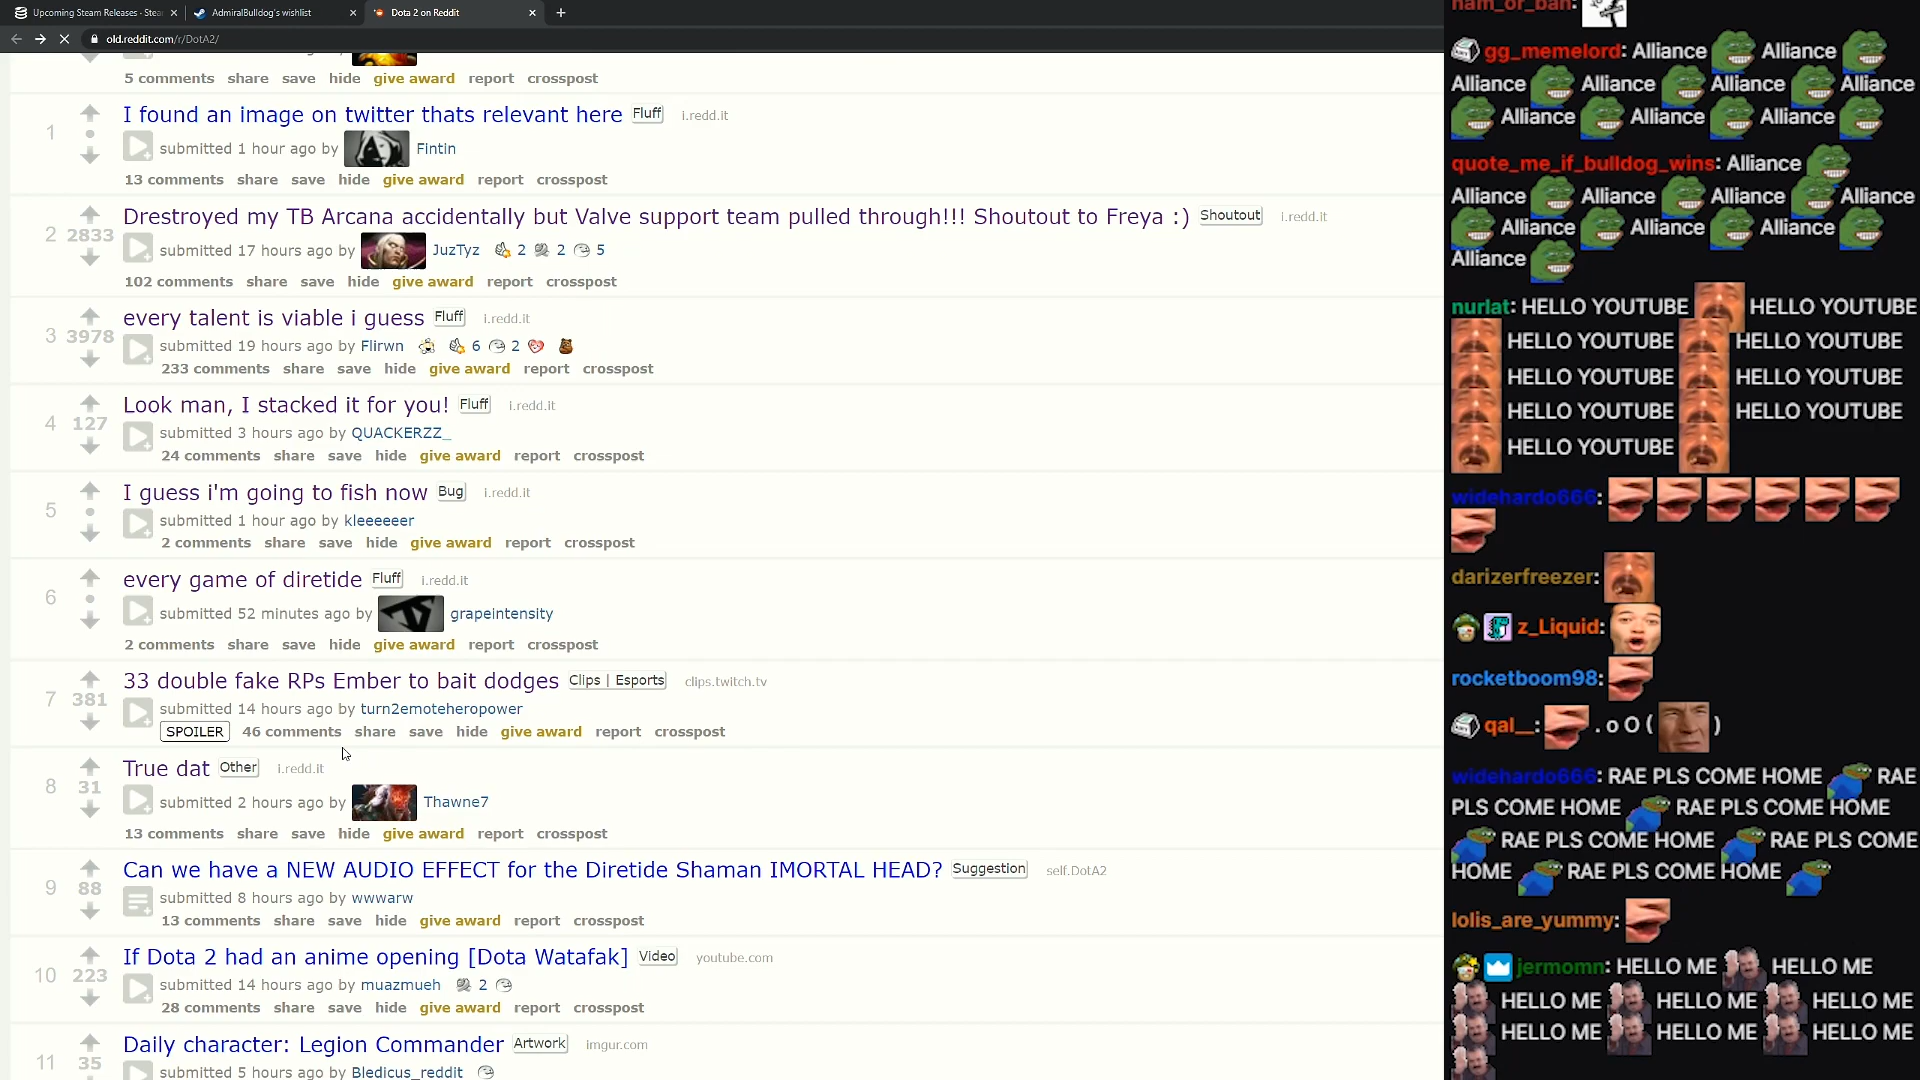 Upcoming Steam Releases - Stea
AdmiralBulldog's wishlist
Dota 2 on Reddit
old.reddit.com/r/DotA2/
5 comments share save hide give award report crosspost
1
I found an image on twitter thats relevant here Fluff i.redd.it
submitted 1 hour ago by Fintin
13 comments share save hide give award report crosspost
2 2833
Drestroyed my TB Arcana accidentally but Valve support team pulled through!!! Shoutout to Freya :) Shoutout i.redd.it
submitted 17 hours ago by JuzTyz 2 2 5
102 comments share save hide give award report crosspost
3 3978
every talent is viable i guess Fluff i.redd.it
submitted 19 hours ago by Flirwn 6 2
233 comments share save hide give award report crosspost
4 127
Look man, I stacked it for you! Fluff i.redd.it
submitted 3 hours ago by QUACKERZZ_
24 comments share save hide give award report crosspost
5
I guess i'm going to fish now Bug i.redd.it
submitted 1 hour ago by kleeeeeer
2 comments share save hide give award report crosspost
6
every game of diretide Fluff i.redd.it
submitted 52 minutes ago by grapeintensity
2 comments share save hide give award report crosspost
7 381
33 double fake RPs Ember to bait dodges Clips | Esports clips.twitch.tv
submitted 14 hours ago by turn2emoteheropower
SPOILER 46 comments share save hide give award report crosspost
8 31
True dat Other i.redd.it
submitted 2 hours ago by Thawne7
13 comments share save hide give award report crosspost
9 88
Can we have a NEW AUDIO EFFECT for the Diretide Shaman IMORTAL HEAD? Suggestion self.DotA2
submitted 8 hours ago by wwwarw
13 comments share save hide give award report crosspost
10 223
If Dota 2 had an anime opening [Dota Watafak] Video youtube.com
submitted 14 hours ago by muazmueh 2
28 comments share save hide give award report crosspost
11 35
Daily character: Legion Commander Artwork imgur.com
submitted 5 hours ago by Bledicus_reddit
nam_or_ban:
gg_memelord: Alliance Alliance
Alliance Alliance Alliance Alliance
Alliance Alliance Alliance
quote_me_if_bulldog_wins: Alliance
Alliance Alliance Alliance Alliance
Alliance Alliance Alliance
Alliance
nurlat: HELLO YOUTUBE HELLO YOUTUBE
HELLO YOUTUBE HELLO YOUTUBE
HELLO YOUTUBE HELLO YOUTUBE
HELLO YOUTUBE HELLO YOUTUBE
HELLO YOUTUBE
widehardo666:
darizerfreezer:
z_Liquid:
rocketboom98:
qal__: . o O ( )
widehardo666: RAE PLS COME HOME RAE
PLS COME HOME RAE PLS COME HOME
RAE PLS COME HOME RAE PLS COME
HOME RAE PLS COME HOME
lolis_are_yummy:
jermomn: HELLO ME HELLO ME
HELLO ME HELLO ME HELLO ME
HELLO ME HELLO ME HELLO ME